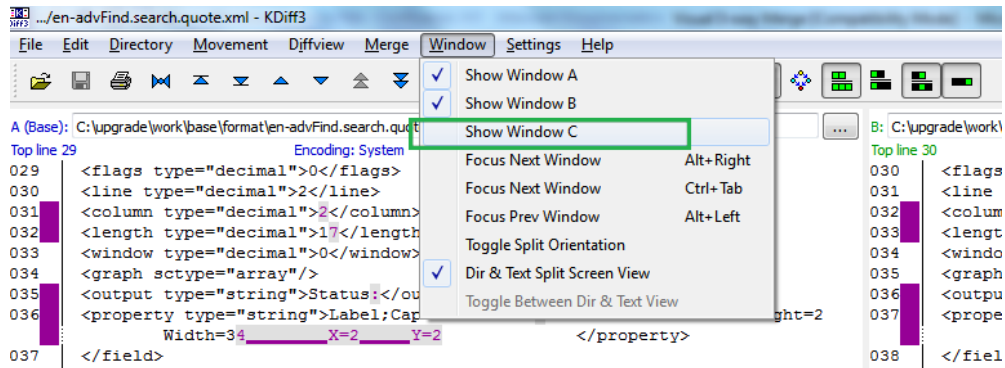 .../en-advFind.search.quote.xml - KDiff3
File Edit Directory Movement Diffview Merge Window Settings Help
Show Window A
Show Window B
Show Window C
Focus Next Window Alt+Right
Focus Next Window Ctrl+Tab
Focus Prev Window Alt+Left
Toggle Split Orientation
Dir & Text Split Screen View
Toggle Between Dir & Text View
A (Base): C:\upgrade\work\base\format\en-advFind.search.quot ... B: C:\upgrade\work\
Top line 29 Encoding: System Top line 30
029 <flags type="decimal">0</flags> 030 <flags
030 <line type="decimal">2</line> 031 <line
031 <column type="decimal">2</column> 032 <colum
032 <length type="decimal">17</length 033 <lengt
033 <window type="decimal">0</window> 034 <windo
034 <graph sctype="array"/> 035 <graph
035 <output type="string">Status:</ou 036 <outpu
036 <property type="string">Label;Cap ght=2 037 <prope
Width=34 X=2 Y=2 </property>
037 </field> 038 </fiel